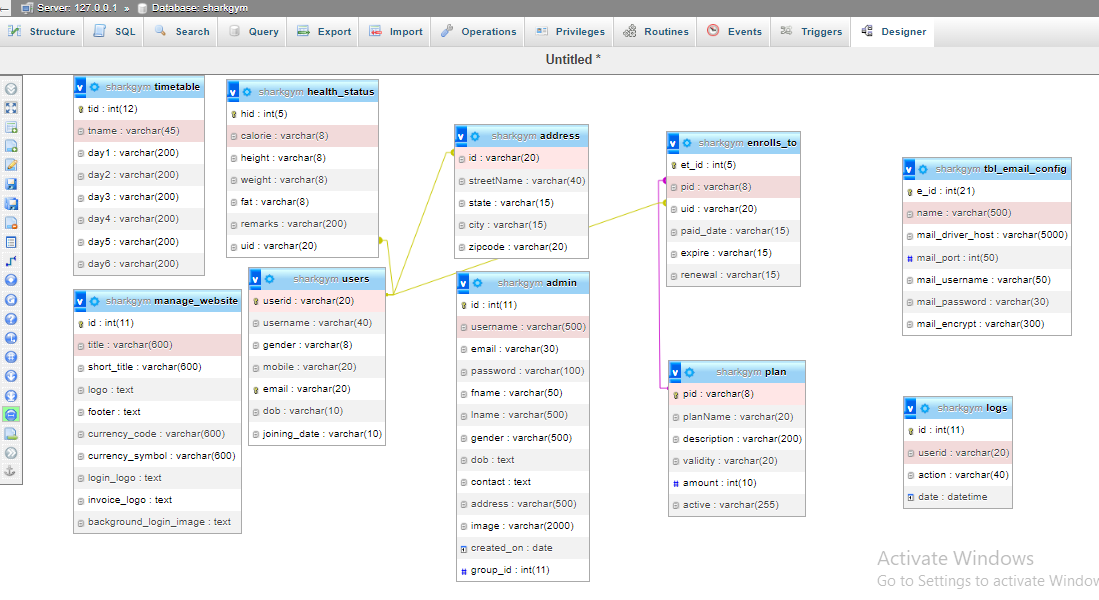 Server: 127.0.0.1 » Database: sharkgym
Structure SQL Search Query Export Import Operations Privileges Routines Events Triggers Designer
Untitled *
v sharkgym timetable
tid : int(12)
tname : varchar(45)
day1 : varchar(200)
day2 : varchar(200)
day3 : varchar(200)
day4 : varchar(200)
day5 : varchar(200)
day6 : varchar(200)
v sharkgym health_status
hid : int(5)
calorie : varchar(8)
height : varchar(8)
weight : varchar(8)
fat : varchar(8)
remarks : varchar(200)
uid : varchar(20)
v sharkgym address
id : varchar(20)
streetName : varchar(40)
state : varchar(15)
city : varchar(15)
zipcode : varchar(20)
v sharkgym enrolls_to
et_id : int(5)
pid : varchar(8)
uid : varchar(20)
paid_date : varchar(15)
expire : varchar(15)
renewal : varchar(15)
v sharkgym tbl_email_config
e_id : int(21)
name : varchar(500)
mail_driver_host : varchar(5000)
mail_port : int(50)
mail_username : varchar(50)
mail_password : varchar(30)
mail_encrypt : varchar(300)
v sharkgym manage_website
id : int(11)
title : varchar(600)
short_title : varchar(600)
logo : text
footer : text
currency_code : varchar(600)
currency_symbol : varchar(600)
login_logo : text
invoice_logo : text
background_login_image : text
v sharkgym users
userid : varchar(20)
username : varchar(40)
gender : varchar(8)
mobile : varchar(20)
email : varchar(20)
dob : varchar(10)
joining_date : varchar(10)
v sharkgym admin
id : int(11)
username : varchar(500)
email : varchar(30)
password : varchar(100)
fname : varchar(50)
lname : varchar(500)
gender : varchar(500)
dob : text
contact : text
address : varchar(500)
image : varchar(2000)
created_on : date
group_id : int(11)
v sharkgym plan
pid : varchar(8)
planName : varchar(20)
description : varchar(200)
validity : varchar(20)
amount : int(10)
active : varchar(255)
v sharkgym logs
id : int(11)
userid : varchar(20)
action : varchar(40)
date : datetime
Activate Windows
Go to Settings to activate Window